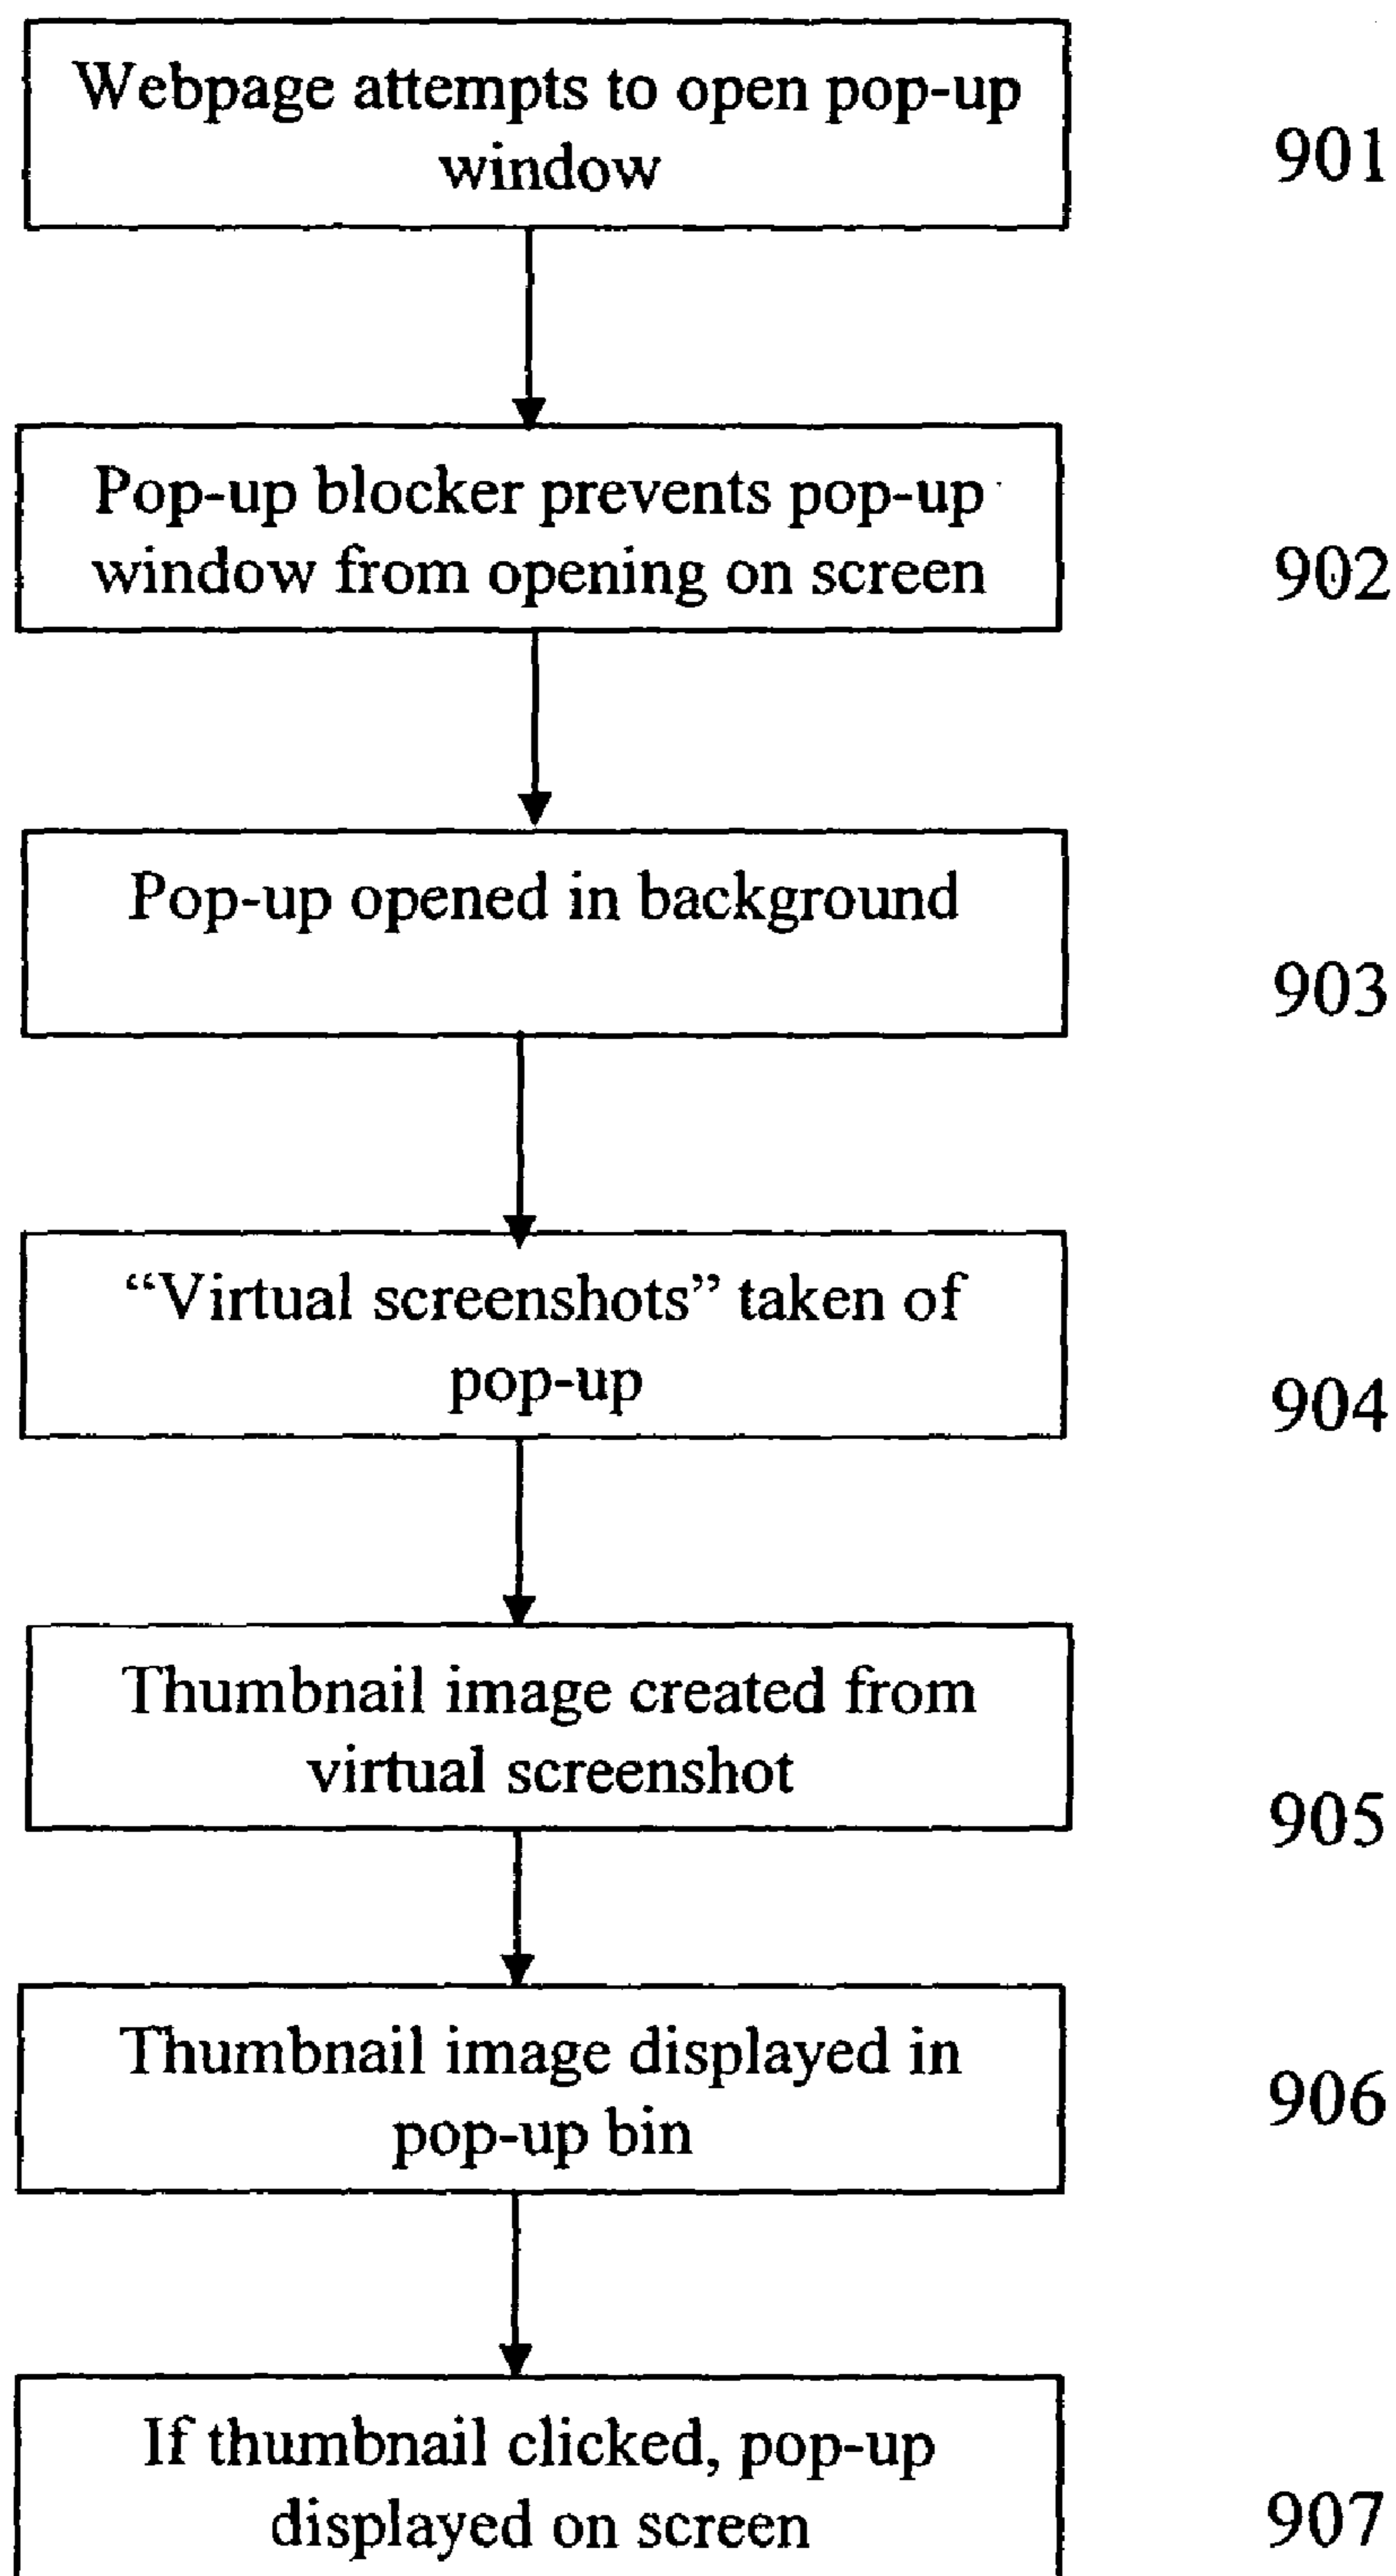 Webpage attempts to open pop-up
window
901
Pop-up blocker prevents pop-up
window from opening on screen
902
Pop-up opened in background
903
“Virtual screenshots” taken of
pop-up
904
Thumbnail image created from
virtual screenshot
905
Thumbnail image displayed in
pop-up bin
906
If thumbnail clicked, pop-up
displayed on screen
907